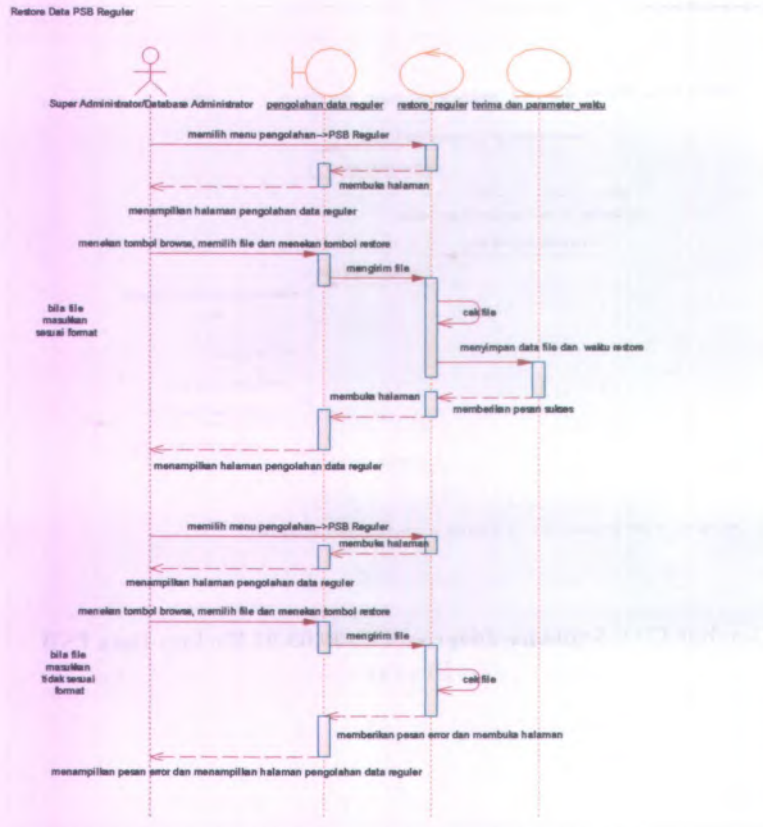 Restore Data PSB Reguler
Super Administrator/Database Administrator
pengolahan data reguler
restore_reguler
terima dan parameter_waktu
memilih menu pengolahan-->PSB Reguler
membuka halaman
menampilkan halaman pengolahan data reguler
menekan tombol browse, memilih file dan menekan tombol restore
mengirim file
bila file
masukkan
sesuai format
cek file
menyimpan data file dan waktu restore
membuka halaman
memberikan pesan sukses
menampilkan halaman pengolahan data reguler
memilih menu pengolahan-->PSB Reguler
membuka halaman
menampilkan halaman pengolahan data reguler
menekan tombol browse, memilih file dan menekan tombol restore
mengirim file
bila file
masukkan
tidak sesuai
format
cek file
memberikan pesan error dan membuka halaman
menampilkan pesan error dan menampilkan halaman pengolahan data reguler